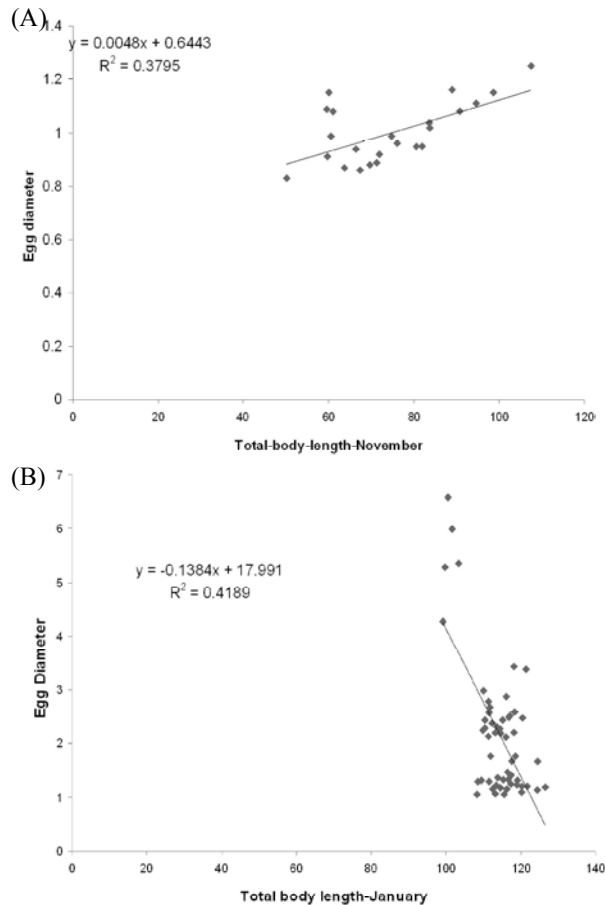 (A)
y = 0.0048x + 0.6443
R² = 0.3795
1.4
1.2
1
0.8
0.6
0.4
0.2
0
0 20 40 60 80 100 120
Egg diameter
Total-body-length-November
(B)
y = -0.1384x + 17.991
R² = 0.4189
7
6
5
4
3
2
1
0
0 20 40 60 80 100 120 140
Egg Diameter
Total body length-January